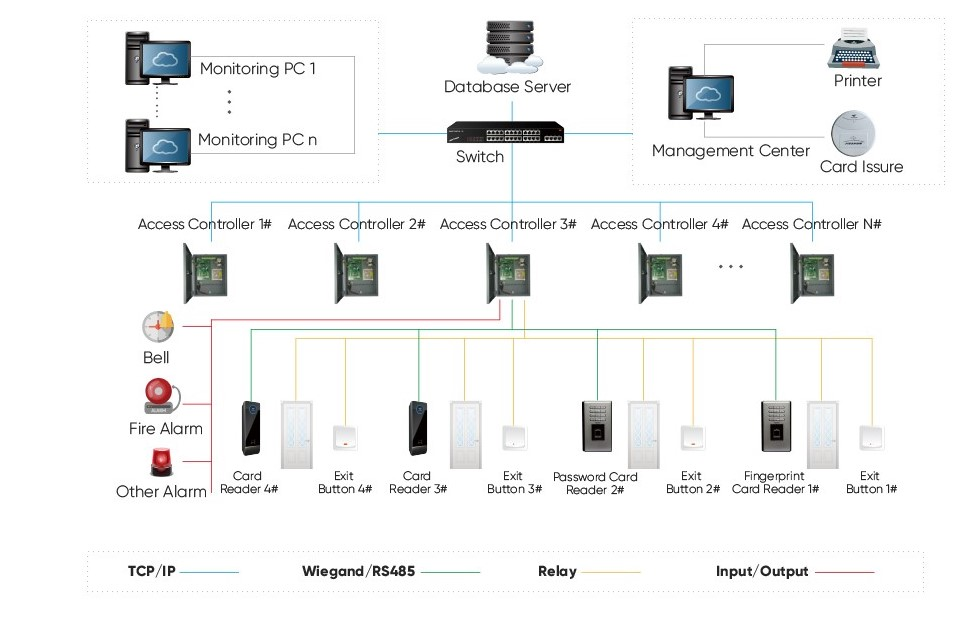 Monitoring PC 1
Monitoring PC n
Database Server
Switch
Printer
Management Center
Card Issure
Access Controller 1#
Access Controller 2#
Access Controller 3#
Access Controller 4#
Access Controller N#
Bell
Fire Alarm
Other Alarm
Card
Reader 4#
Exit
Button 4#
Card
Reader 3#
Exit
Button 3#
Password Card
Reader 2#
Exit
Button 2#
Fingerprint
Card Reader 1#
Exit
Button 1#
TCP/IP
Wiegand/RS485
Relay
Input/Output